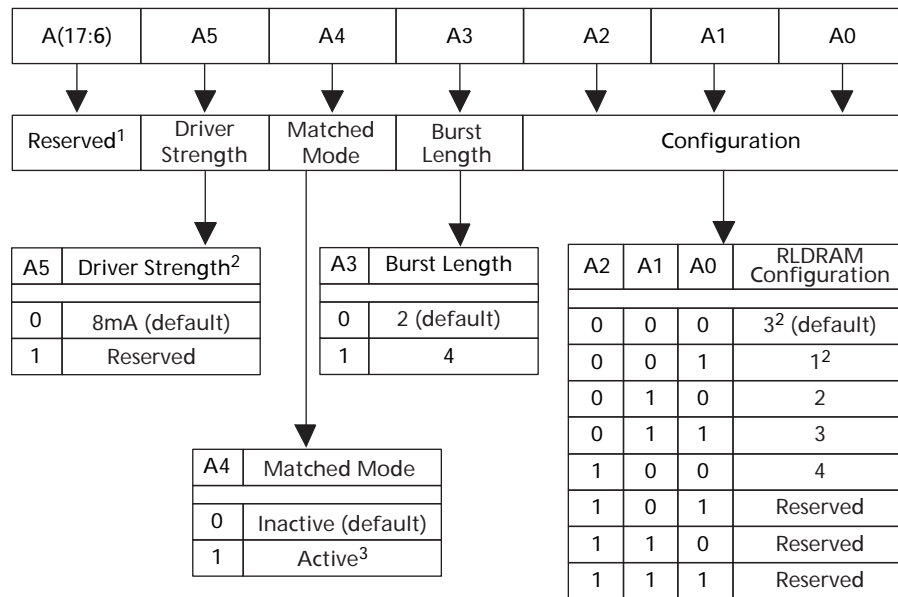 A(17:6) A5 A4 A3 A2 A1 A0
Reserved1 Driver Strength Matched Mode Burst Length Configuration
A5 Driver Strength2
0 8mA (default)
1 Reserved
A3 Burst Length
0 2 (default)
1 4
A2 A1 A0 RLDRAM Configuration
0 0 0 32 (default)
0 0 1 12
0 1 0 2
0 1 1 3
1 0 0 4
1 0 1 Reserved
1 1 0 Reserved
1 1 1 Reserved
A4 Matched Mode
0 Inactive (default)
1 Active3